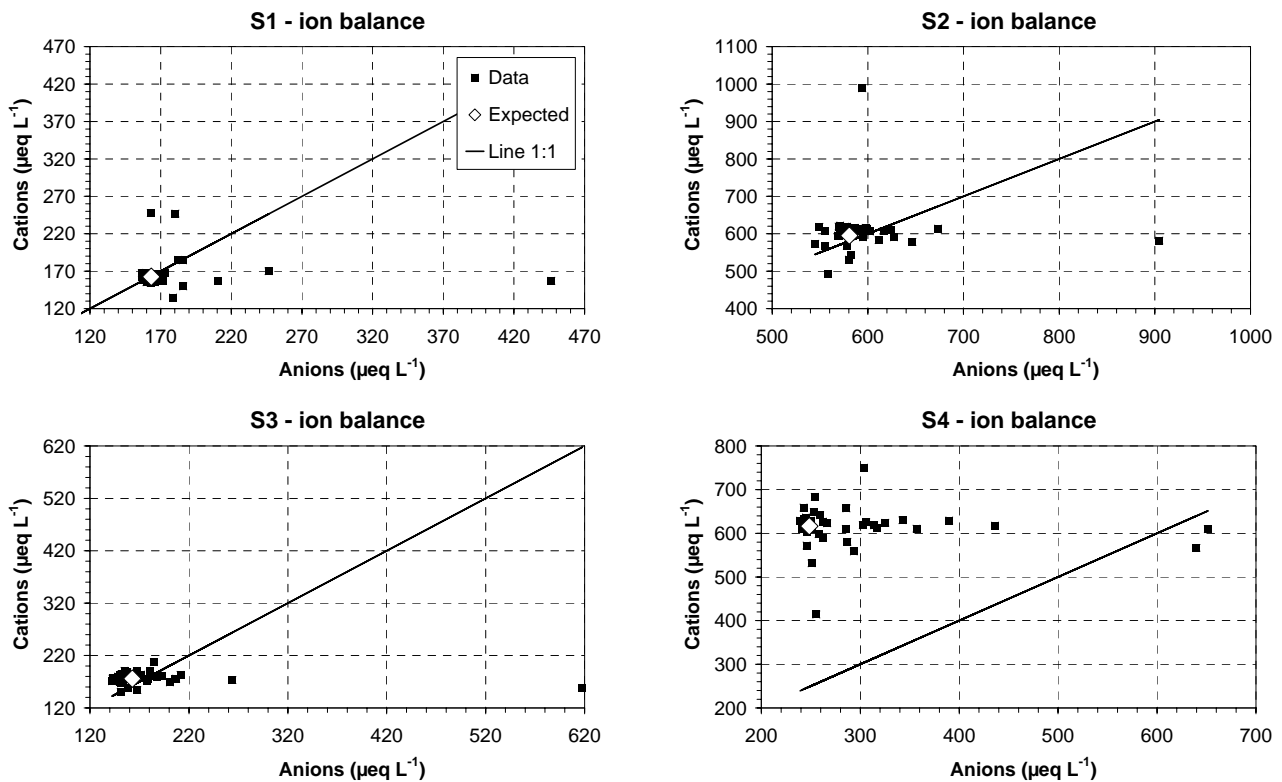 S1 - ion balance
470
420
370
320
270
220
170
120
120 170 220 270 320 370 420 470
Cations (µeq L⁻¹)
Anions (µeq L⁻¹)
Data
Expected
Line 1:1
S2 - ion balance
1100
1000
900
800
700
600
500
400
500 600 700 800 900 1000
Cations (µeq L⁻¹)
Anions (µeq L⁻¹)
S3 - ion balance
620
520
420
320
220
120
120 220 320 420 520 620
Cations (µeq L⁻¹)
Anions (µeq L⁻¹)
S4 - ion balance
800
700
600
500
400
300
200
200 300 400 500 600 700
Cations (µeq L⁻¹)
Anions (µeq L⁻¹)